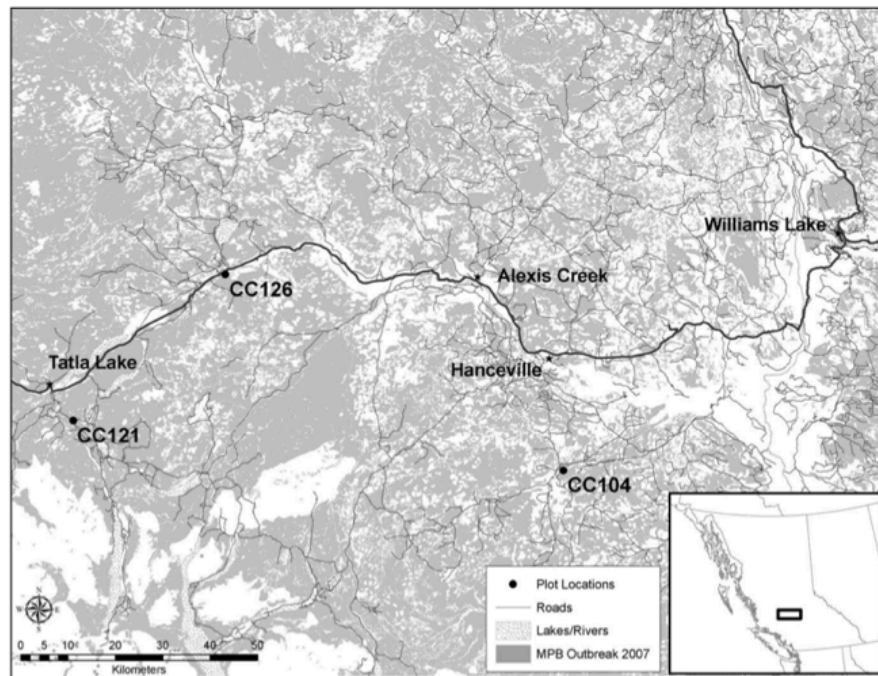 Williams Lake
Alexis Creek
CC126
Tatla Lake
Hanceville
CC121
CC104
N
W E
S
0 5 10 20 30 40 50
Kilometers
Plot Locations
Roads
Lakes/Rivers
MPB Outbreak 2007